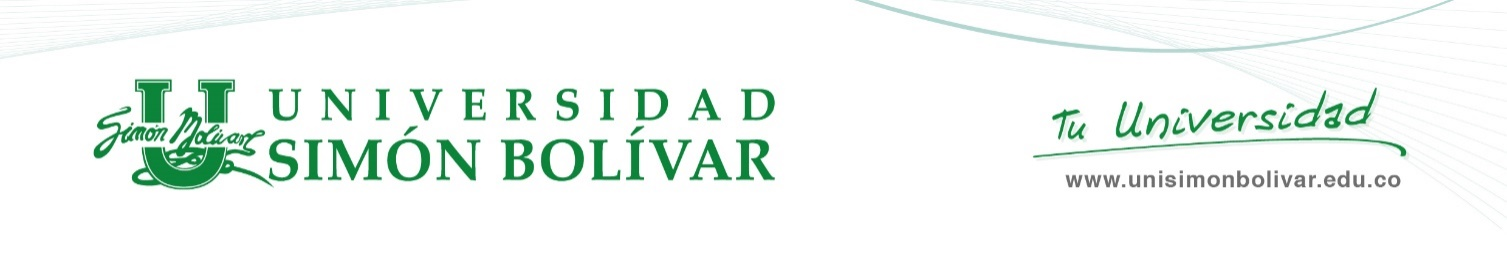 U
Simón Bolívar
UNIVERSIDAD
SIMÓN BOLÍVAR
Tu Universidad
www.unisimonbolivar.edu.co